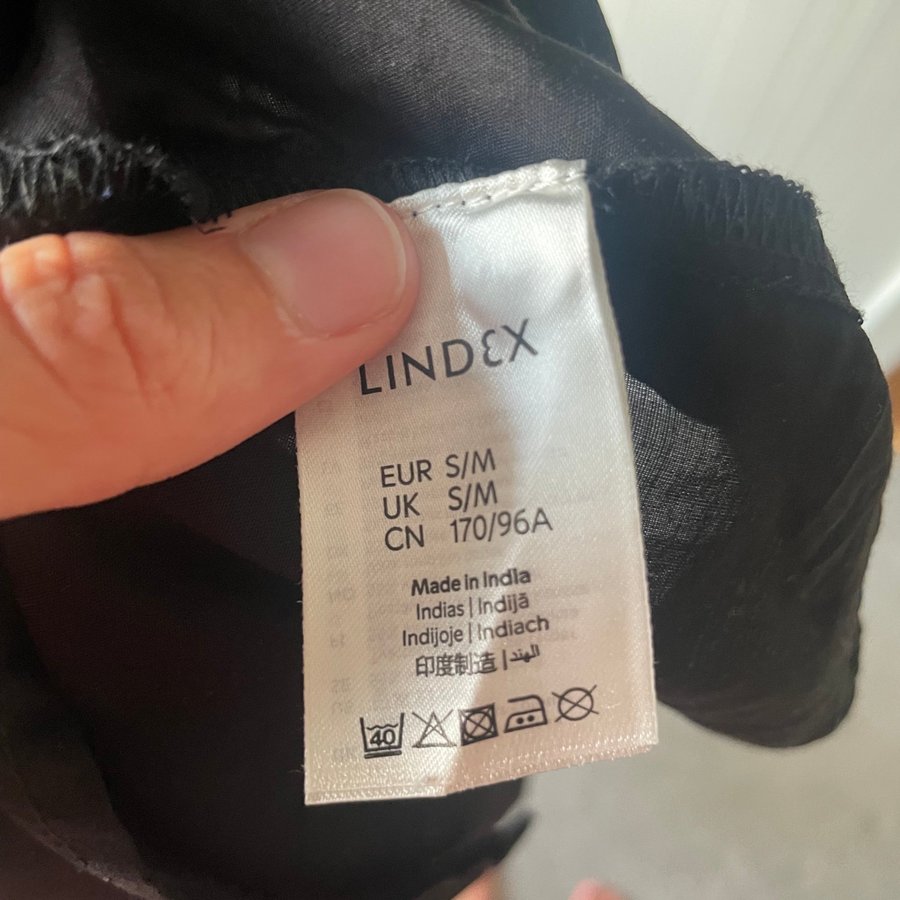 LINDEX
EUR S/M
UK S/M
CN 170/96A
Made in India
Indias | Indijā
Indijoje | Indiach
印度制造 | الهند
40